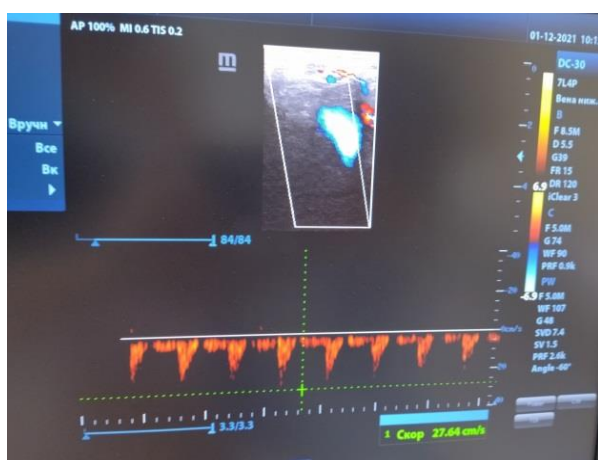 AP 100% MI 0.6 TIS 0.2
01-12-2021 10:1
m
DC-30
7L4P
Вена ниж.
B
F 8.5M
D 5.5
G39
FR 15
DR 120
iClear 3
C
F 5.0M
G 74
WF 90
PRF 0.9k
PW
F 5.0M
WF 107
G 48
SVD 7.4
SV 1.5
PRF 2.6k
Angle -60°
6.9
-6.9
Вручн
Все
Вк
84/84
3.3/3.3
1 Скор 27.64 cm/s